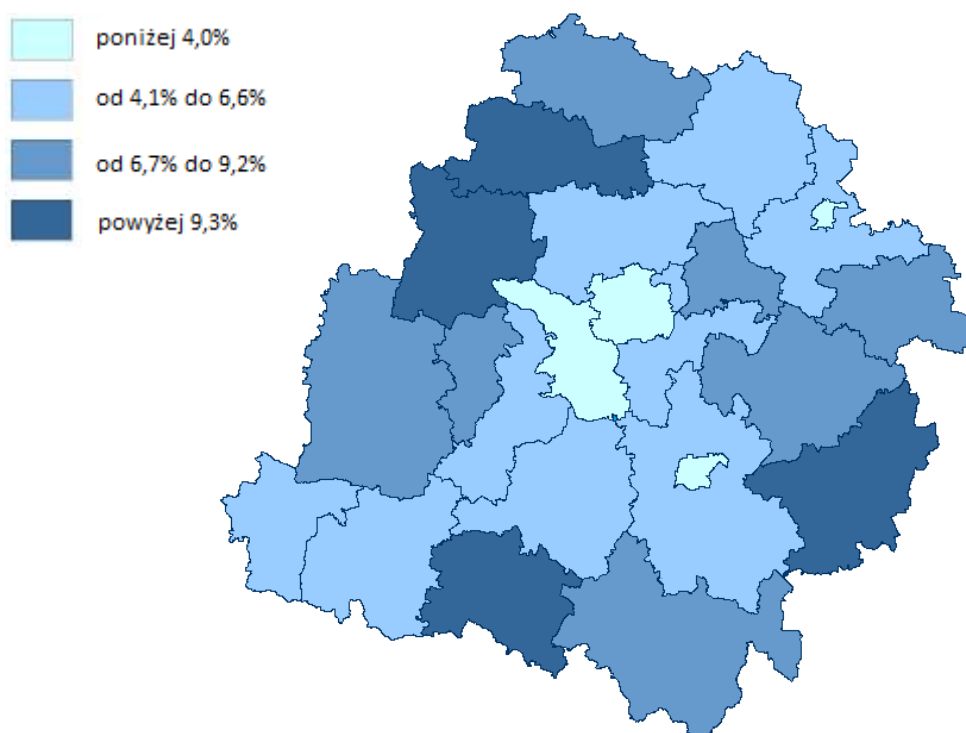 poniżej 4,0%
od 4,1% do 6,6%
od 6,7% do 9,2%
powyżej 9,3%